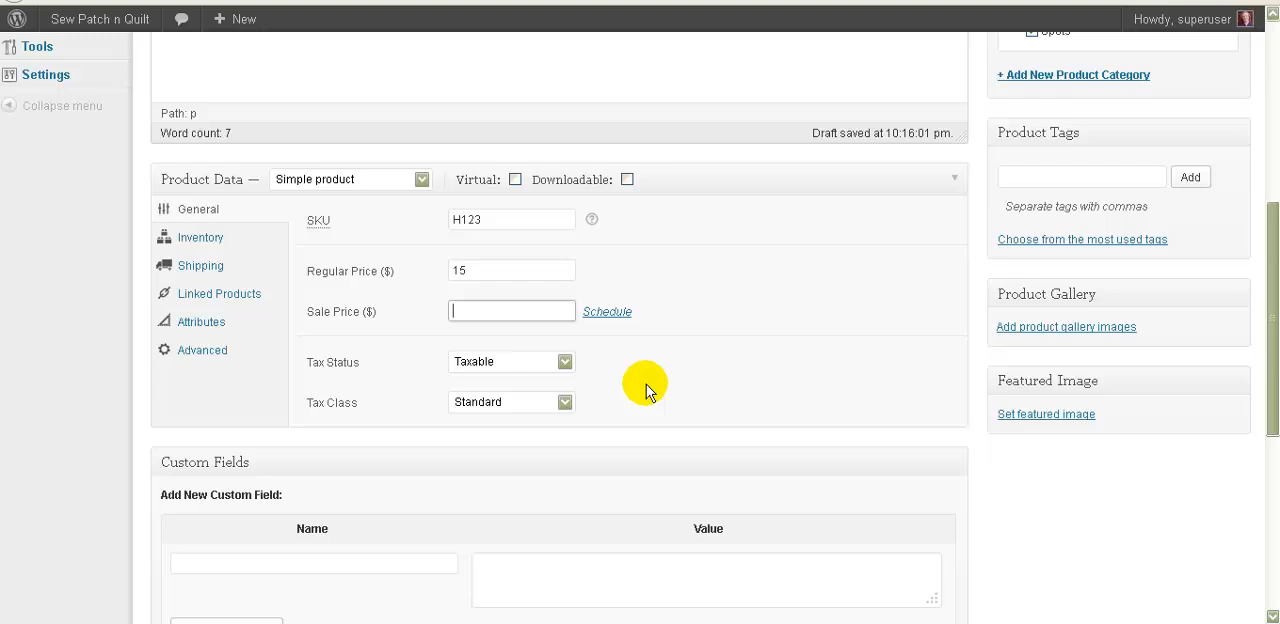 Sew Patch n Quilt
New
Howdy, superuser
Tools
Settings
Collapse menu
Path: p
Word count: 7
Draft saved at 10:16:01 pm.
Product Data — Simple product Virtual: Downloadable:
General
Inventory
Shipping
Linked Products
Attributes
Advanced
SKU H123
Regular Price ($) 15
Sale Price ($) Schedule
Tax Status Taxable
Tax Class Standard
Custom Fields
Add New Custom Field:
Name Value
+ Add New Product Category
Product Tags
Add
Separate tags with commas
Choose from the most used tags
Product Gallery
Add product gallery images
Featured Image
Set featured image